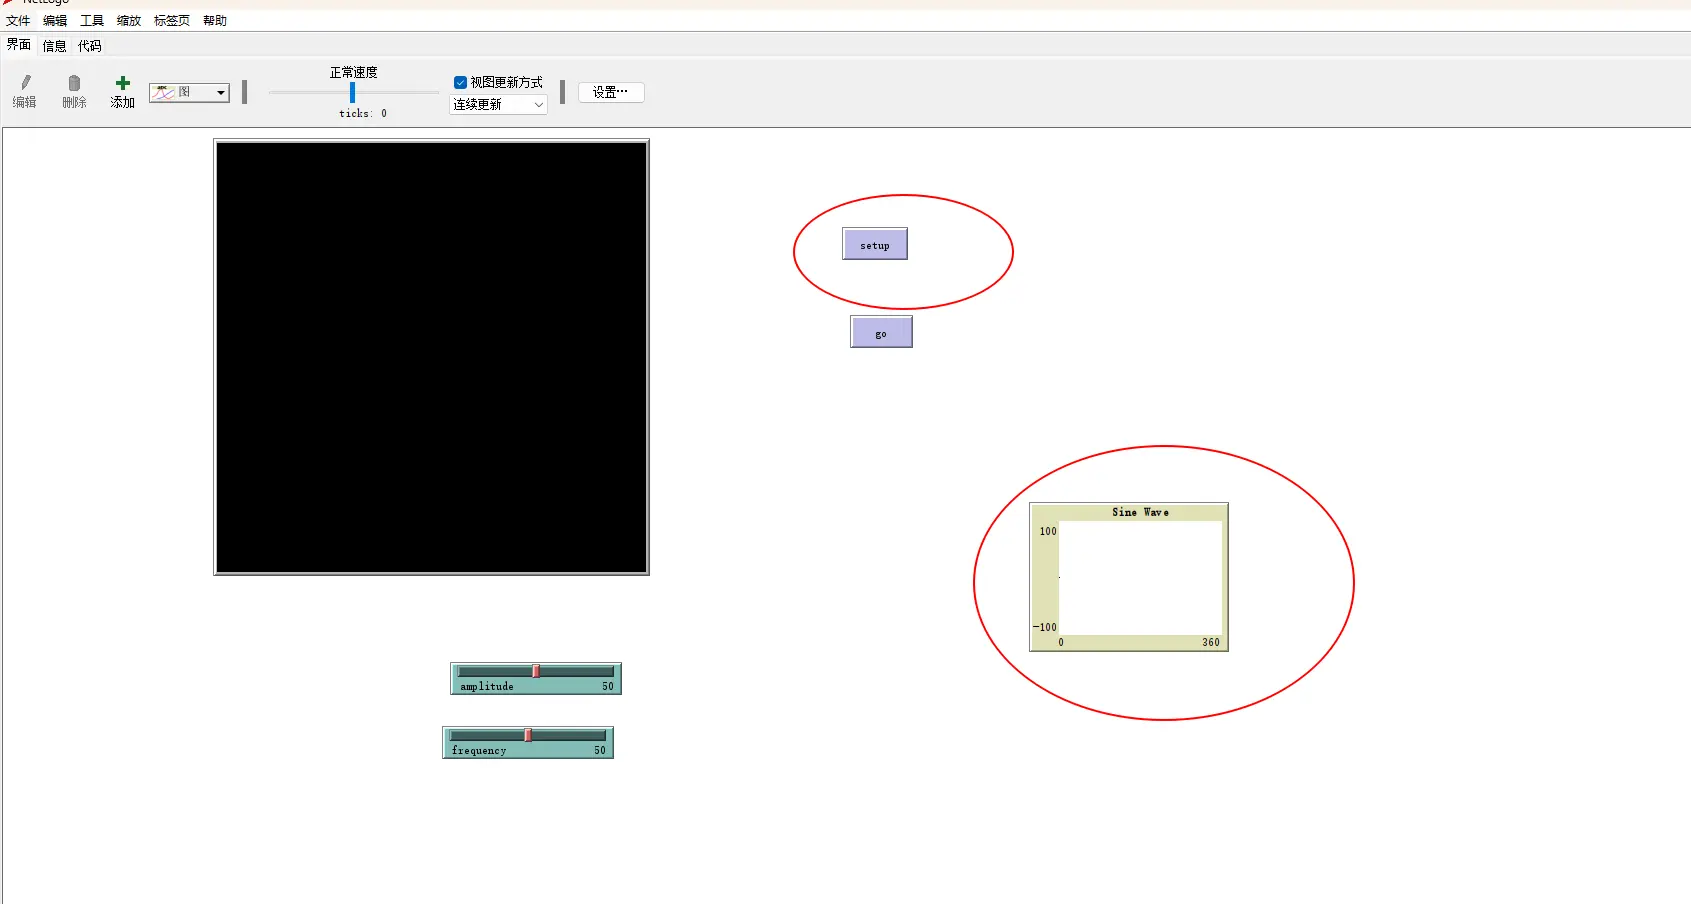 NetLogo
文件 编辑 工具 缩放 标签页 帮助
界面 信息 代码
编辑 删除 添加 图
正常速度
ticks: 0
视图更新方式
连续更新
设置…
setup
go
Sine Wave
100
-100
0 360
amplitude 50
frequency 50